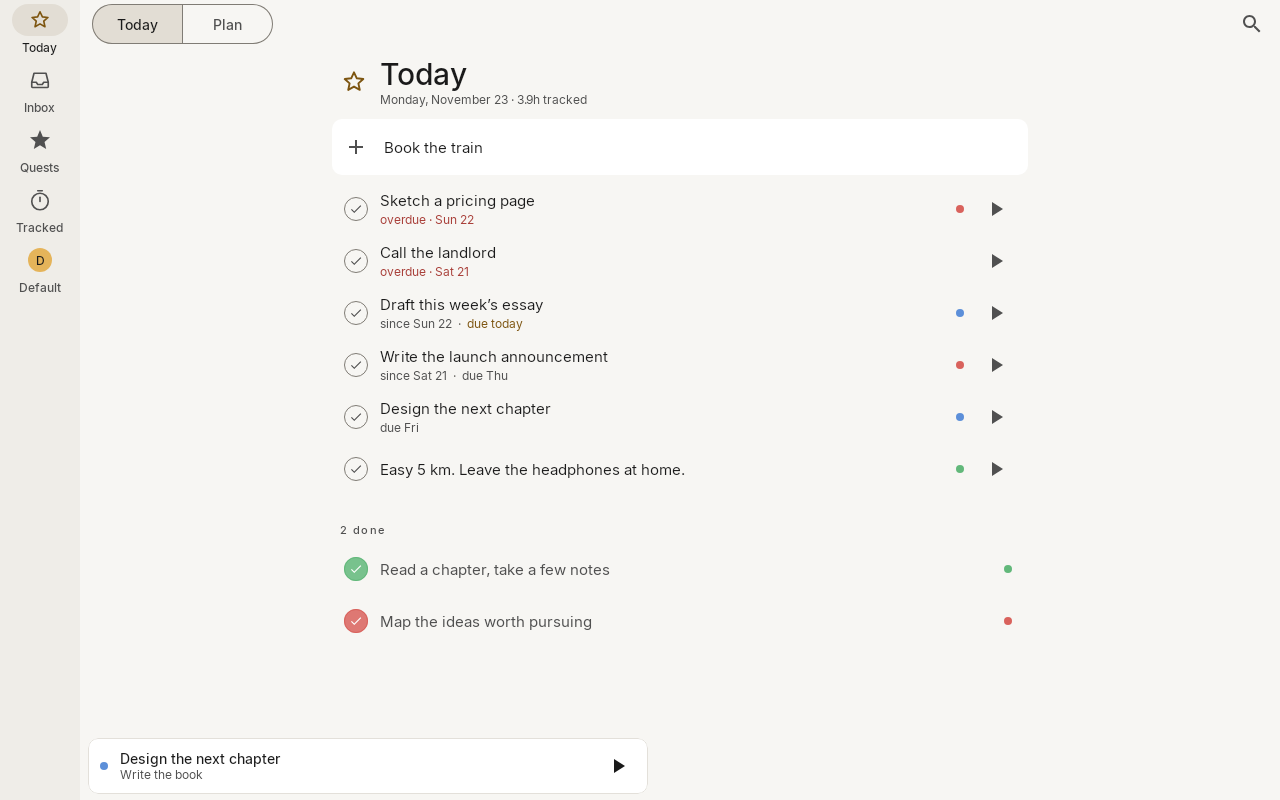 Today
Inbox
Quests
Tracked
D
Default
Today
Plan
Today
Monday, November 23 · 3.9h tracked
Book the train
Sketch a pricing page
overdue · Sun 22
Call the landlord
overdue · Sat 21
Draft this week’s essay
since Sun 22 · due today
Write the launch announcement
since Sat 21 · due Thu
Design the next chapter
due Fri
Easy 5 km. Leave the headphones at home.
2 done
Read a chapter, take a few notes
Map the ideas worth pursuing
Design the next chapter
Write the book